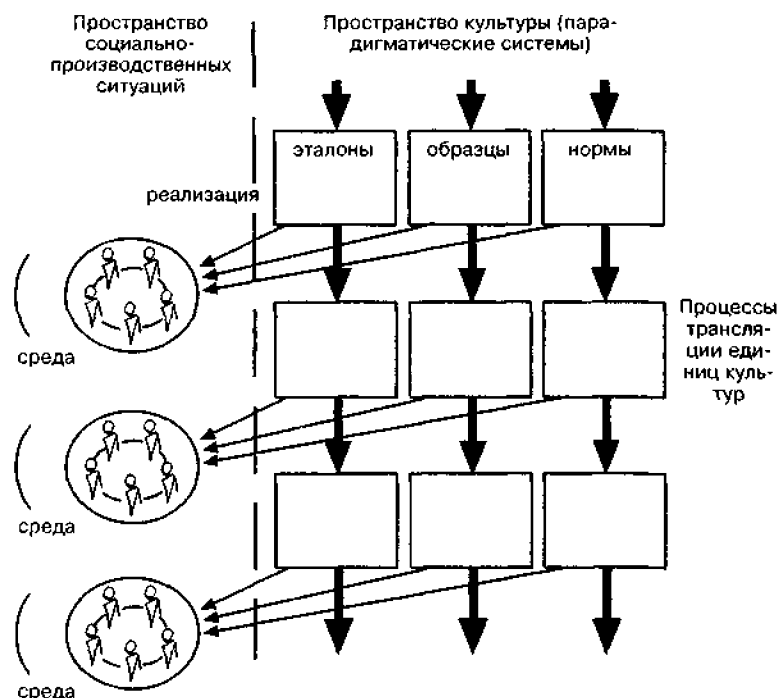 Пространство
социально-
производственных
ситуаций
Пространство культуры (пара-
дигматические системы)
эталоны
образцы
нормы
реализация
среда
Процессы
трансля-
ции еди-
ниц куль-
тур
среда
среда